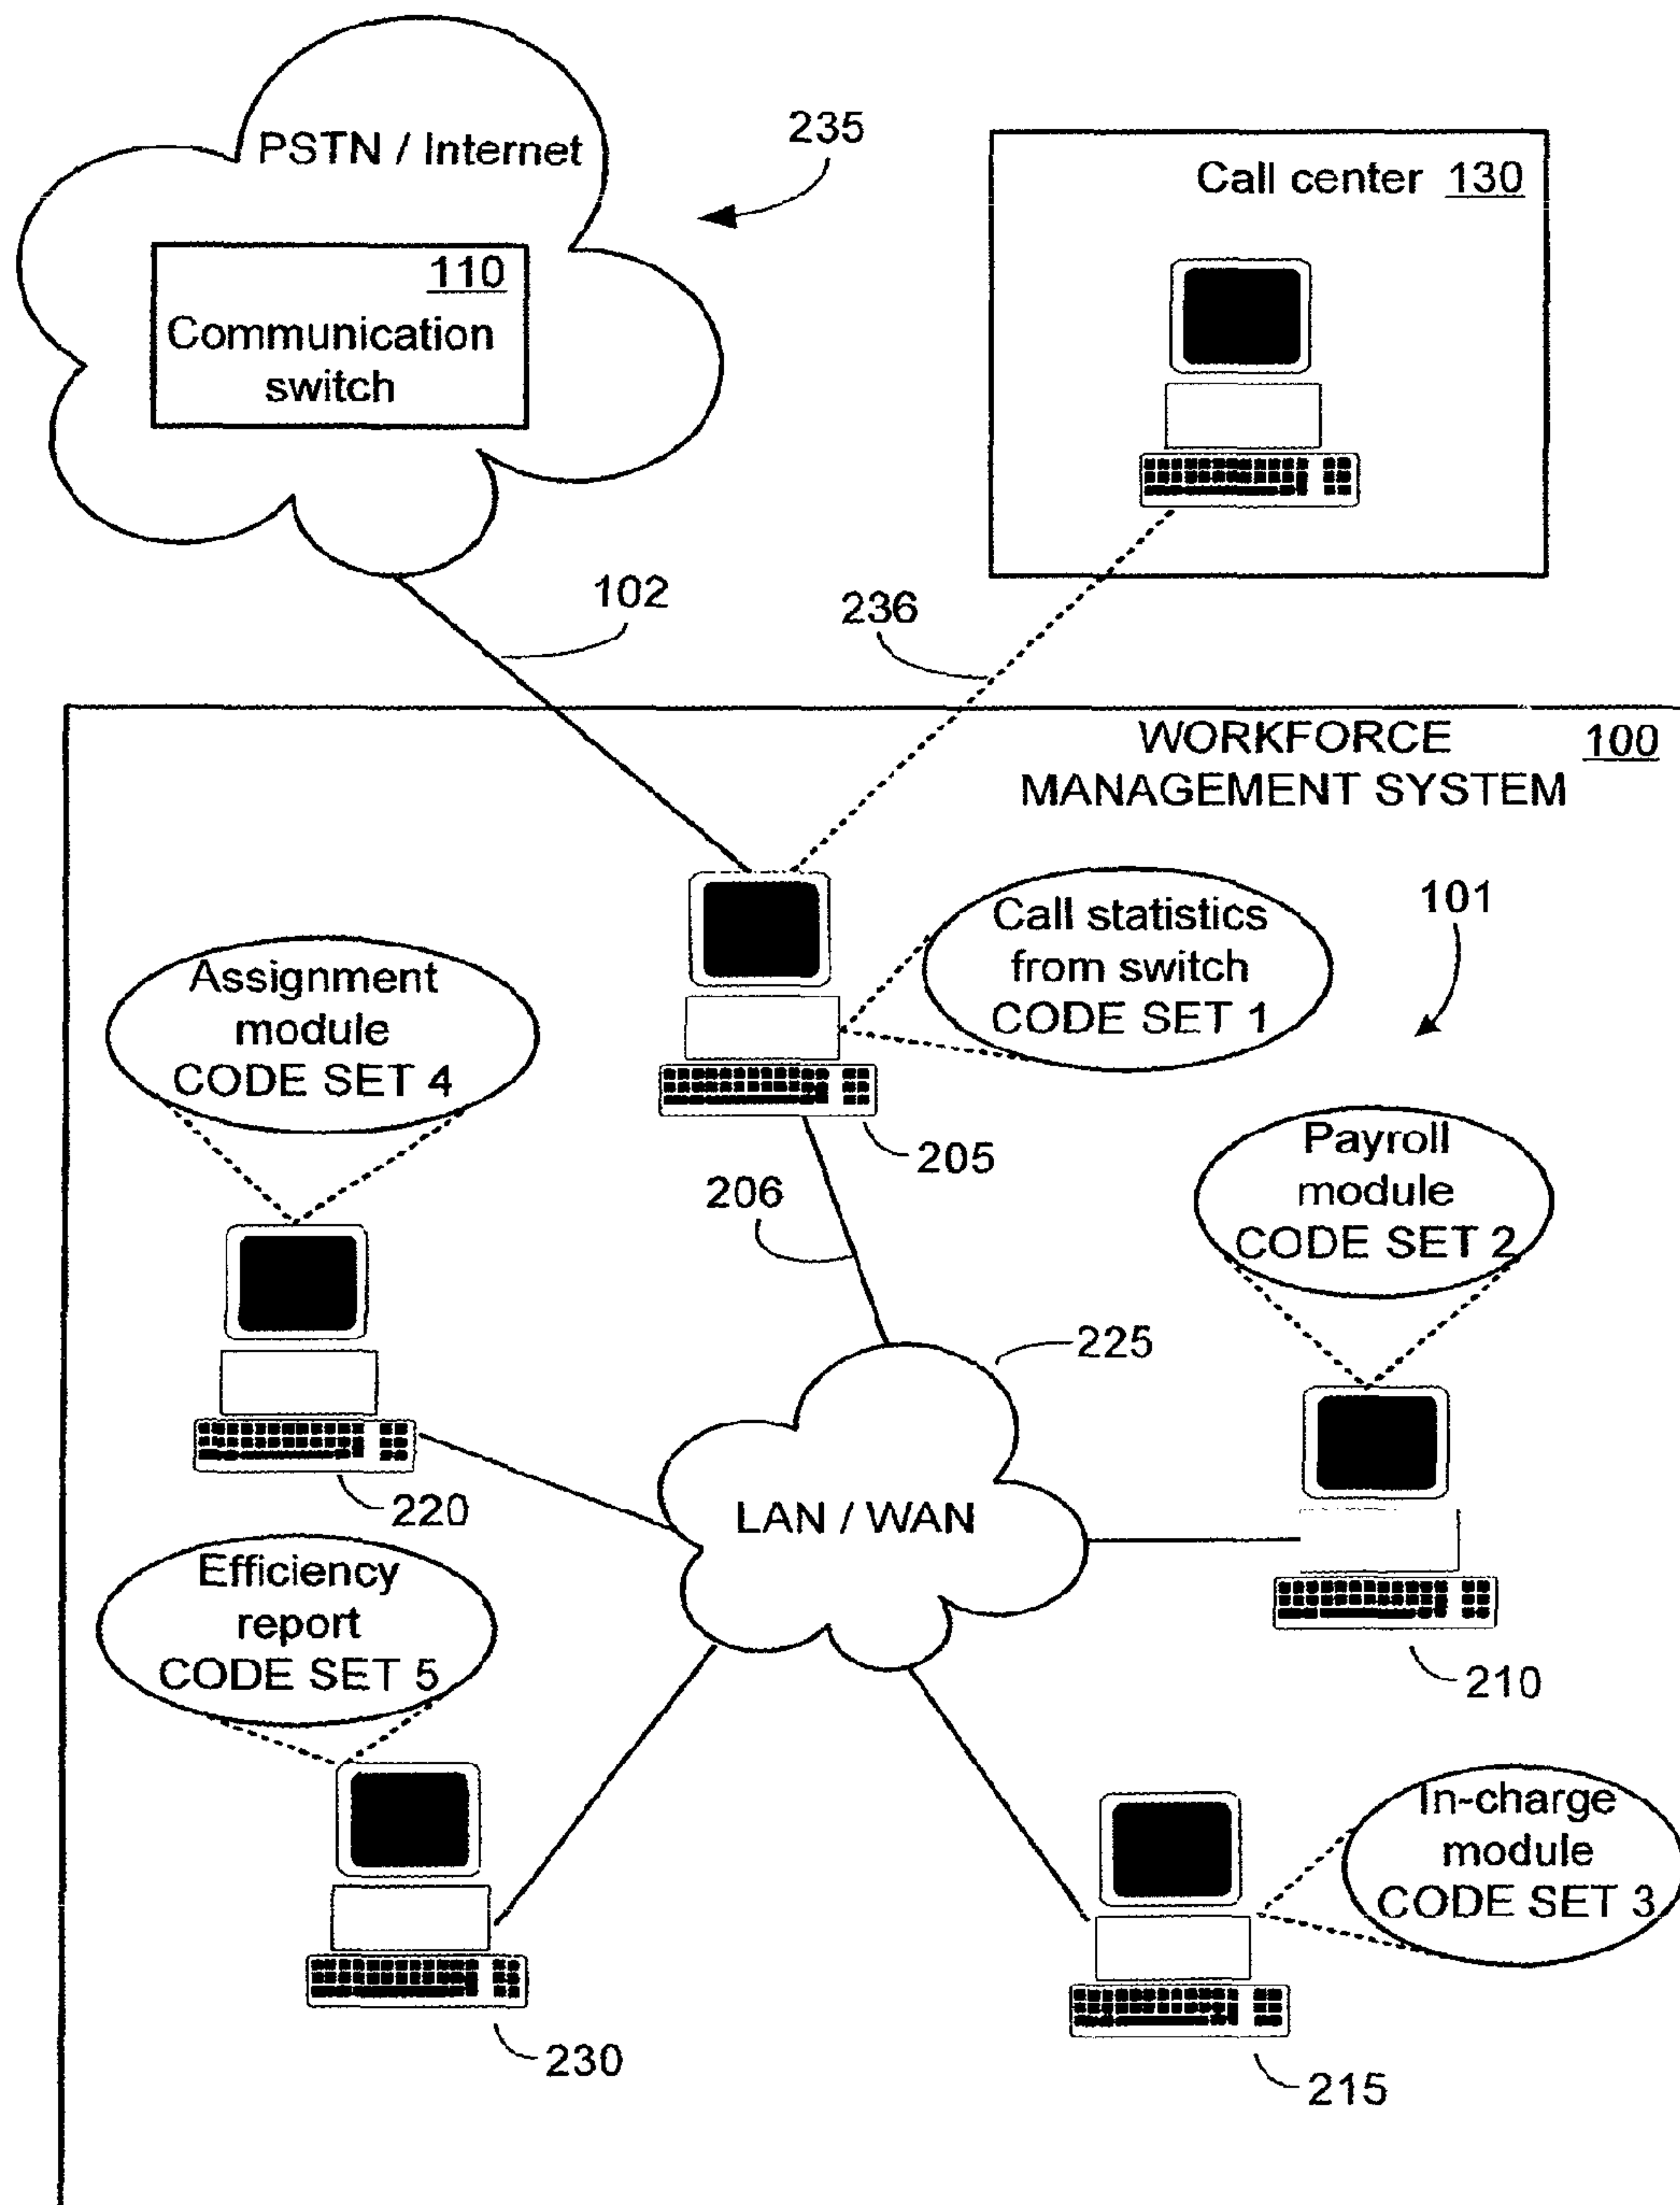 PSTN / Internet
235
Call center 130
110
Communication
switch
102
236
WORKFORCE 100
MANAGEMENT SYSTEM
Call statistics
from switch
CODE SET 1
101
Assignment
module
CODE SET 4
205
Payroll
module
CODE SET 2
206
225
LAN / WAN
220
Efficiency
report
CODE SET 5
210
In-charge
module
CODE SET 3
230
215